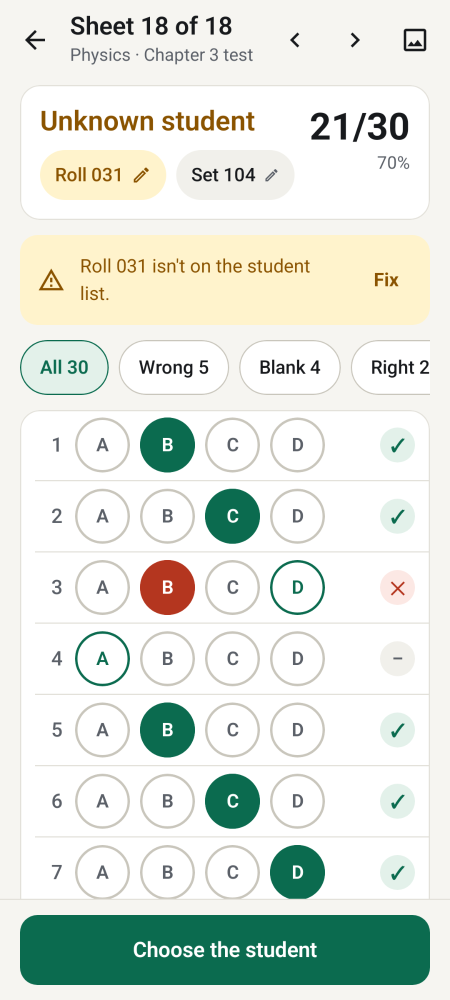 Sheet 18 of 18
Physics · Chapter 3 test
Unknown student
21/30
Roll 031
Set 104
70%
Roll 031 isn't on the student
list.
Fix
All 30
Wrong 5
Blank 4
Right 2
1 A B C D ✓
2 A B C D ✓
3 A B C D ×
4 A B C D –
5 A B C D ✓
6 A B C D ✓
7 A B C D ✓
Choose the student